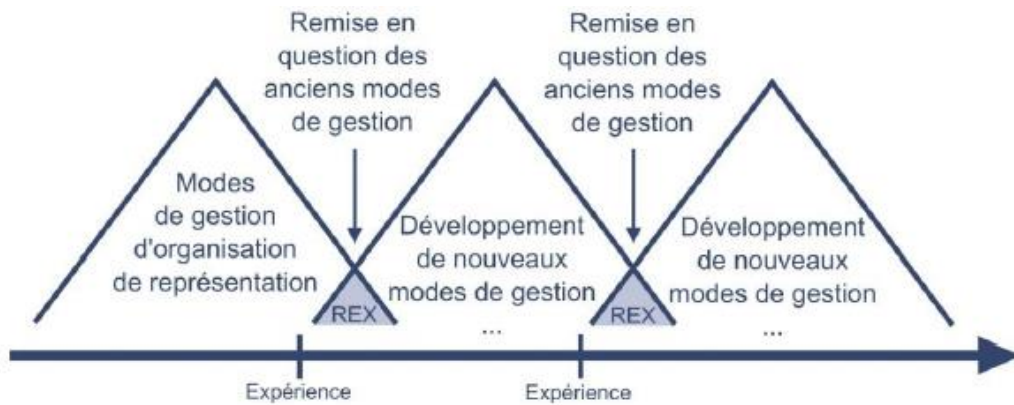 Remise en
question des
anciens modes
de gestion
Remise en
question des
anciens modes
de gestion
Modes
de gestion
d'organisation
de représentation
Développement
de nouveaux
modes de gestion
...
Développement
de nouveaux
modes de gestion
...
REX
REX
Expérience
Expérience